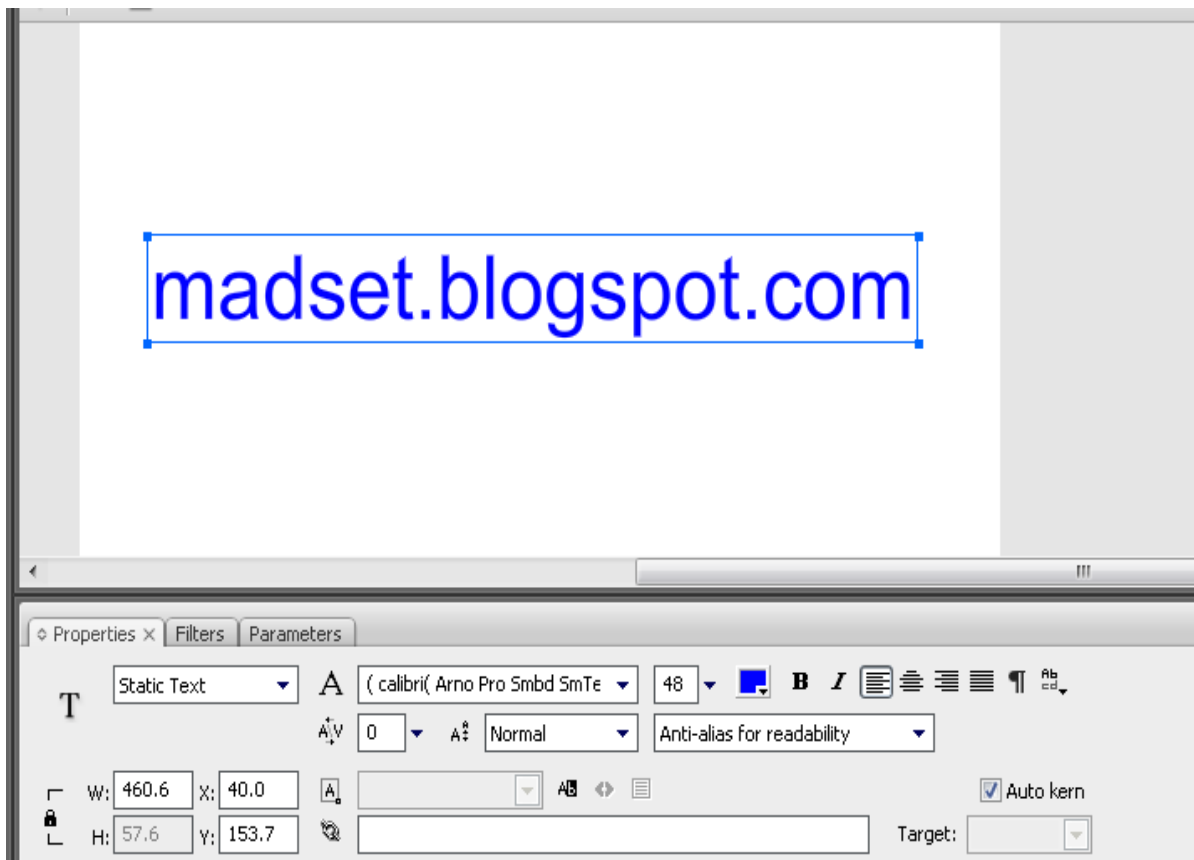 madset.blogspot.com
Properties × Filters Parameters
T Static Text A ( calibri( Arno Pro Smbd SmTe 48 B I ¶
A|V 0 Normal Anti-alias for readability
W: 460.6 X: 40.0 Auto kern
H: 57.6 Y: 153.7 Target: